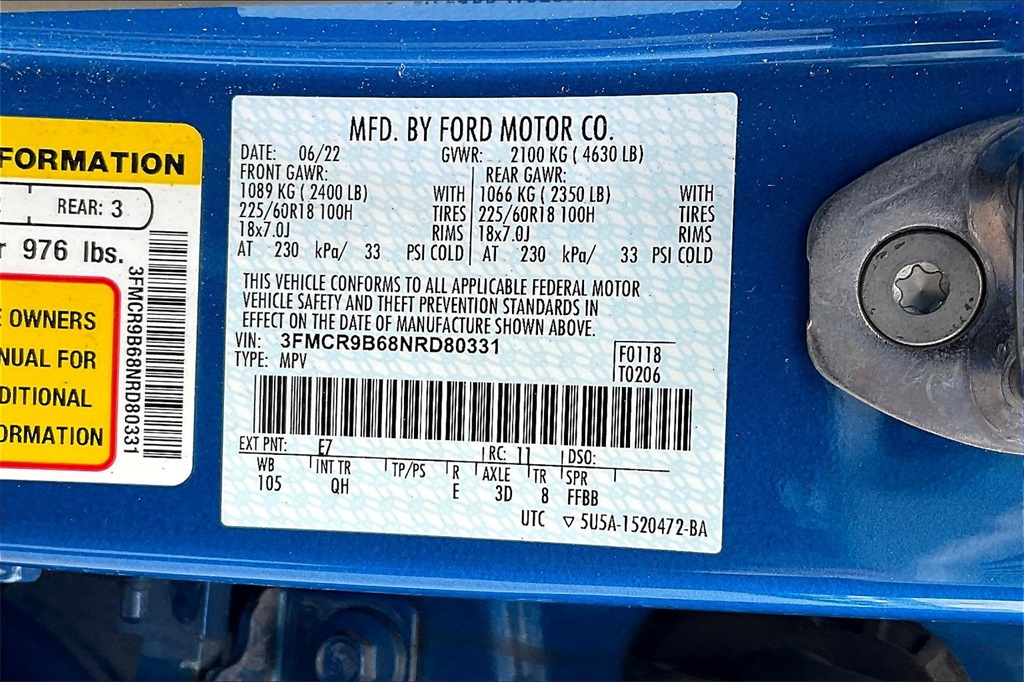 FORMATION
REAR: 3
976 lbs.
OWNERS
NUAL FOR
DITIONAL
ORMATION
3FMCR9B68NRD80331
MFD. BY FORD MOTOR CO.
DATE: 06/22 GVWR: 2100 KG ( 4630 LB)
FRONT GAWR: REAR GAWR:
1089 KG ( 2400 LB) WITH 1066 KG ( 2350 LB) WITH
225/60R18 100H TIRES 225/60R18 100H TIRES
18x7.0J RIMS 18x7.0J RIMS
AT 230 kPa/ 33 PSI COLD AT 230 kPa/ 33 PSI COLD
THIS VEHICLE CONFORMS TO ALL APPLICABLE FEDERAL MOTOR
VEHICLE SAFETY AND THEFT PREVENTION STANDARDS IN
EFFECT ON THE DATE OF MANUFACTURE SHOWN ABOVE.
VIN: 3FMCR9B68NRD80331
TYPE: MPV
F0118
T0206
EXT PNT: E7 RC: 11 DSO:
WB INT TR TP/PS R AXLE TR SPR
105 QH E 3D 8 FFBB
UTC ▽ 5U5A-1520472-BA